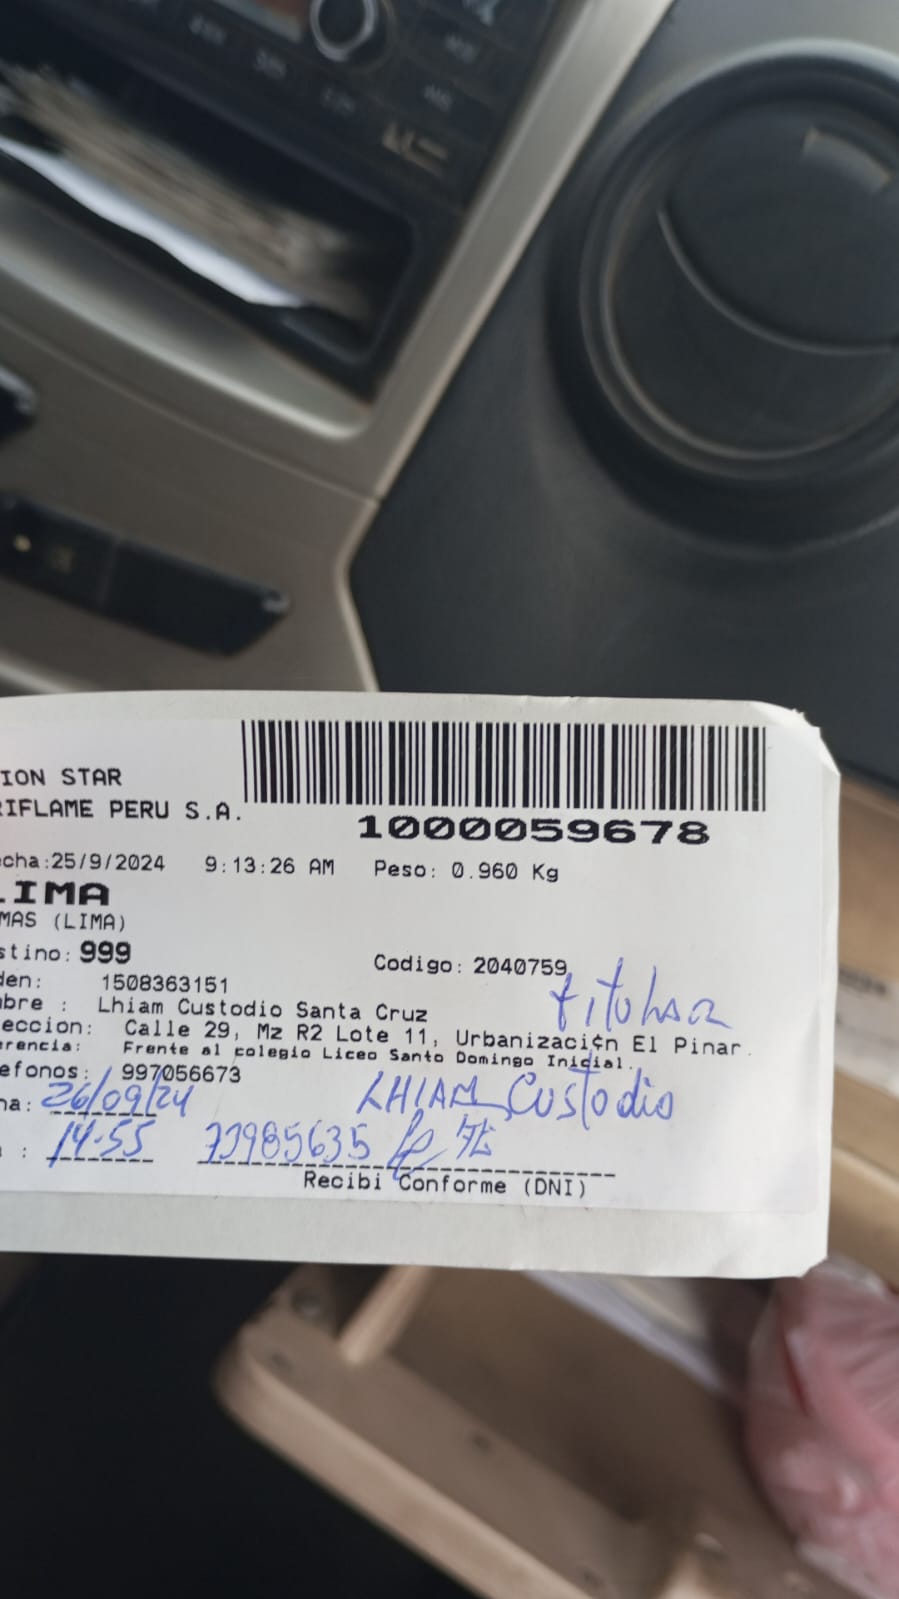 ION STAR
RIFLAME PERU S.A.
1000059678
echa:25/9/2024 9:13:26 AM Peso: 0.960 Kg
LIMA
MAS (LIMA)
stino: 999
Codigo: 2040759
den: 1508363151
titular
mbre : Lhiam Custodio Santa Cruz
eccion: Calle 29, Mz R2 Lote 11, Urbanizaci¢n El Pinar.
erencia: Frente al colegio Liceo Santo Domingo Inicial.
efonos: 997056673
ha: 26/09/24 LHIAM Custodio
: 14-55 73985635
Recibi Conforme (DNI)